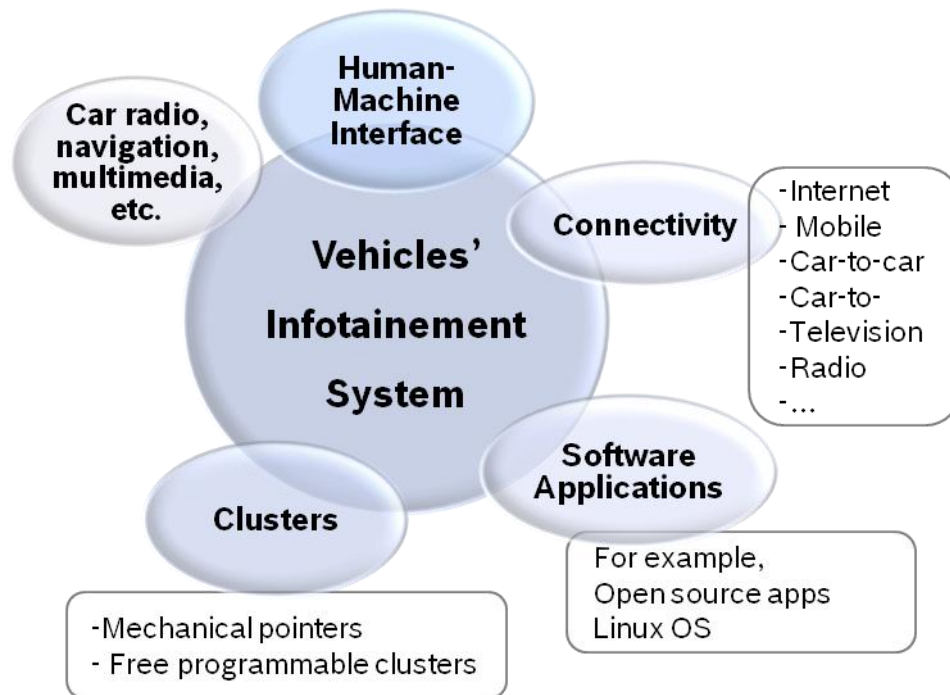 Human-
Machine
Interface
Car radio,
navigation,
multimedia,
etc.
Vehicles’
Infotainement
System
Connectivity
-Internet
- Mobile
-Car-to-car
-Car-to-
-Television
-Radio
-...
Software
Applications
For example,
Open source apps
Linux OS
Clusters
-Mechanical pointers
- Free programmable clusters